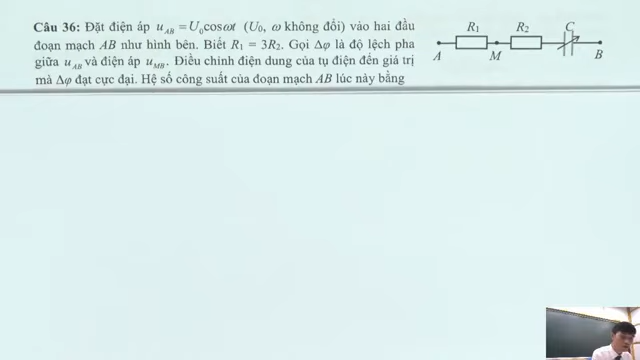 Câu 36: Đặt điện áp u_AB = U₀cosωt (U₀, ω không đổi) vào hai đầu
đoạn mạch AB như hình bên. Biết R₁ = 3R₂. Gọi Δφ là độ lệch pha
giữa u_AB và điện áp u_MB. Điều chỉnh điện dung của tụ điện đến giá trị
mà Δφ đạt cực đại. Hệ số công suất của đoạn mạch AB lúc này bằng
R₁ R₂ C
A M B